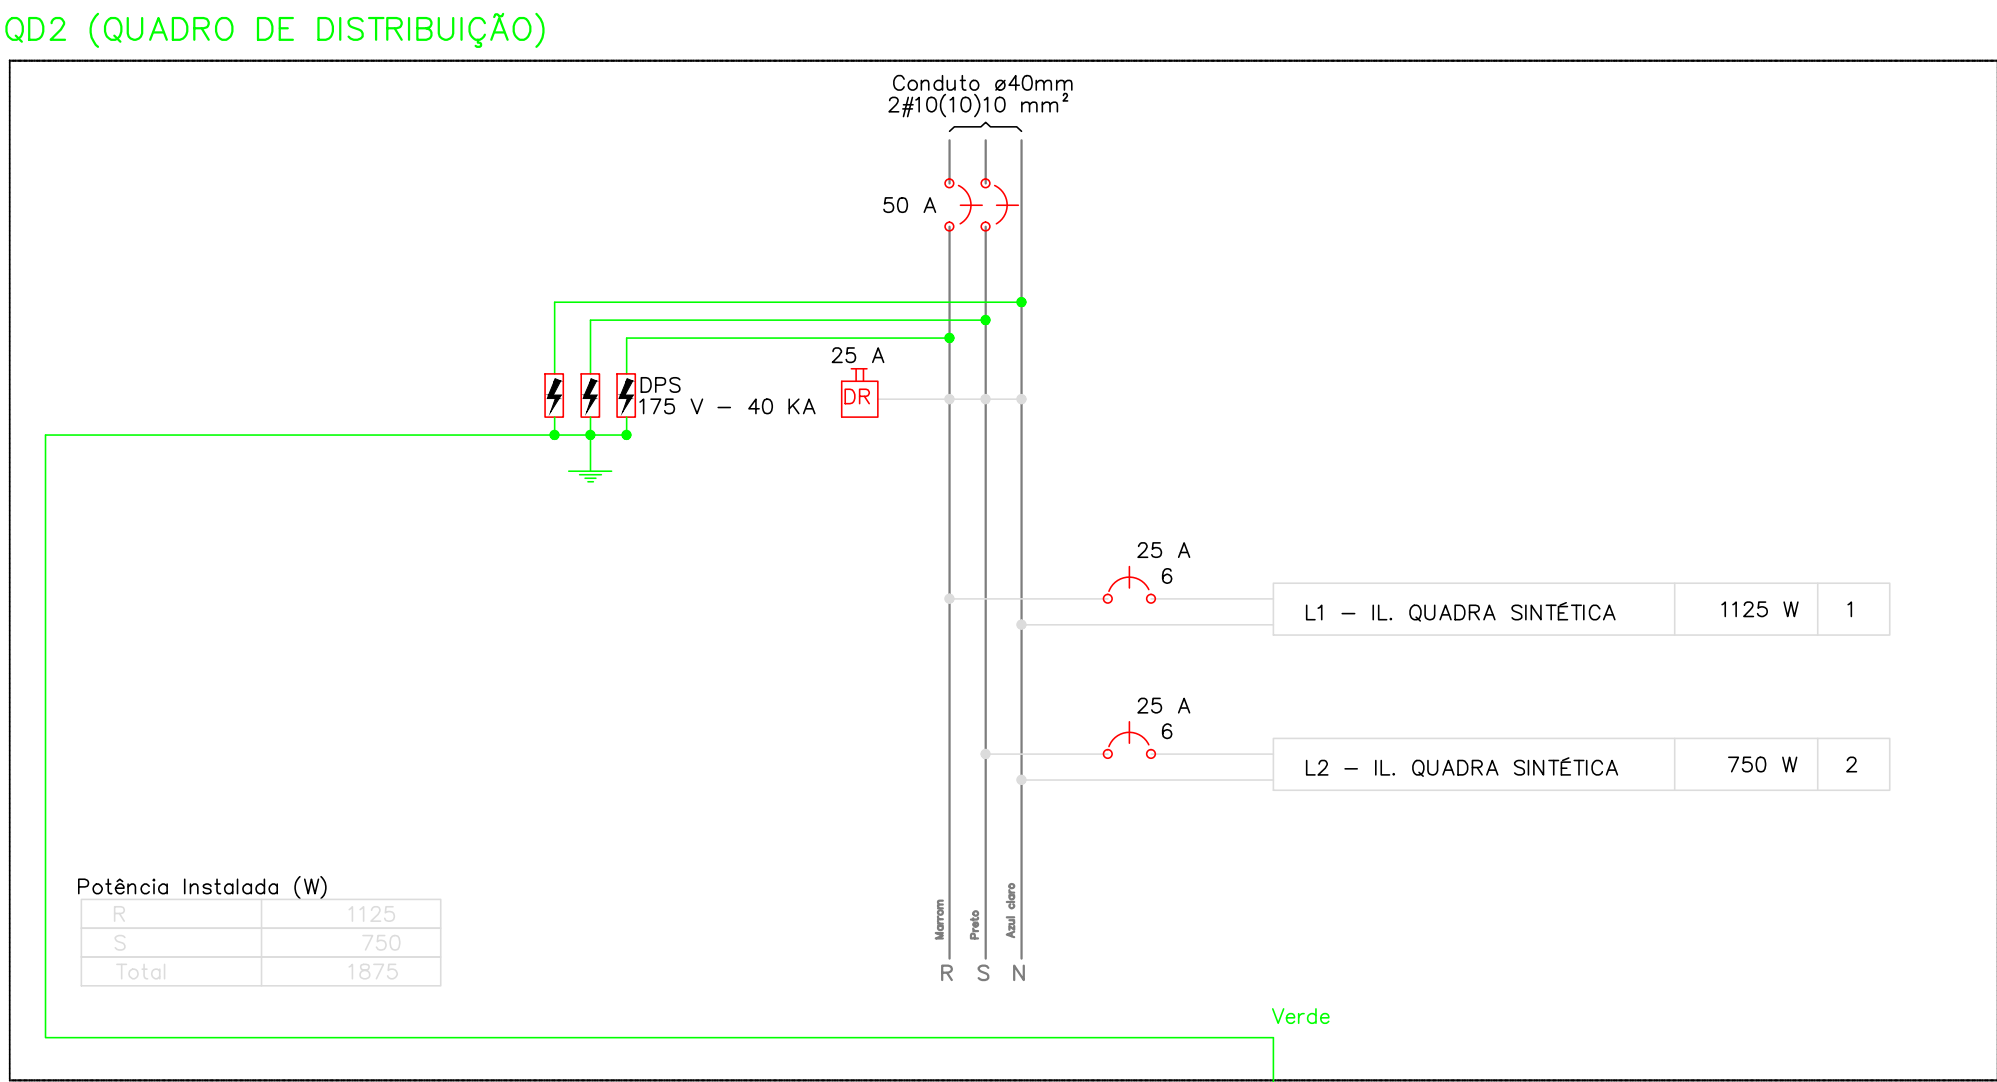 QD2 (QUADRO DE DISTRIBUIÇÃO)
Conduto ø40mm
2#10(10)10 mm²
50 A
25 A
DR
DPS
175 V - 40 KA
25 A
6
L1 - IL. QUADRA SINTÉTICA 1125 W 1
25 A
6
L2 - IL. QUADRA SINTÉTICA 750 W 2
Potência Instalada (W)
R 1125
S 750
Total 1875
Marrom
Preto
Azul claro
R S N
Verde